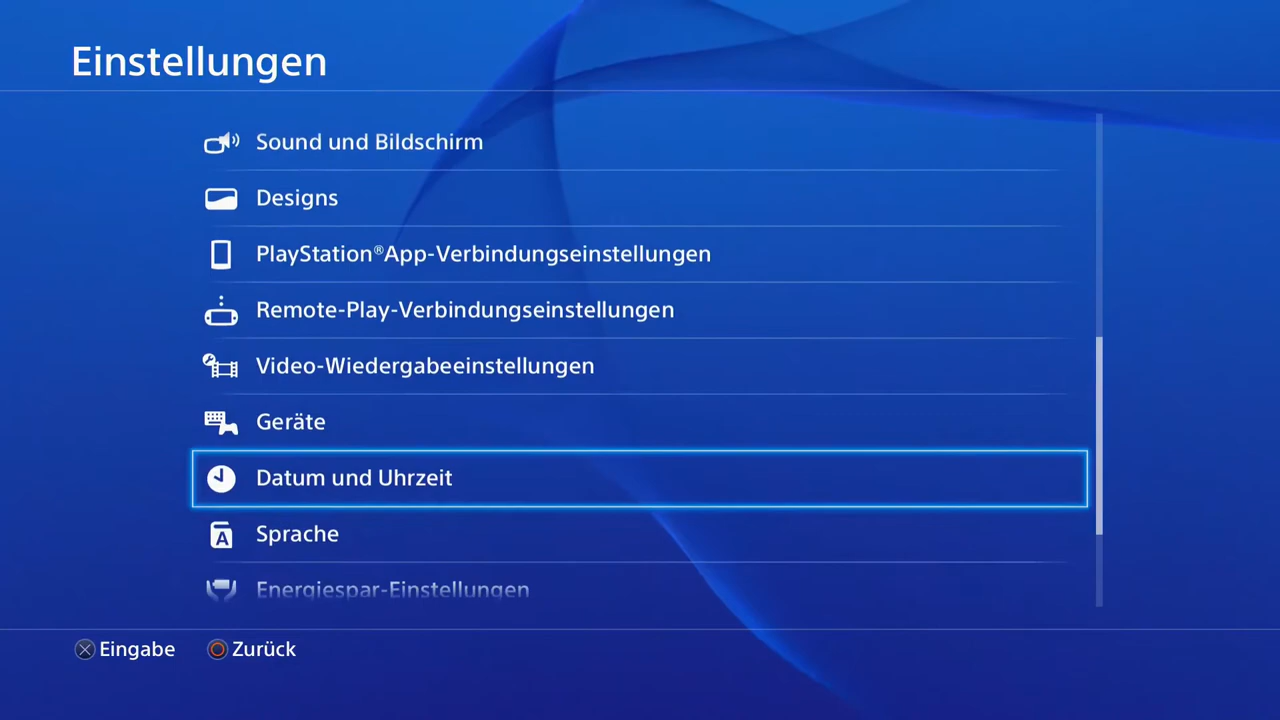 Einstellungen
Sound und Bildschirm
Designs
PlayStation®App-Verbindungseinstellungen
Remote-Play-Verbindungseinstellungen
Video-Wiedergabeeinstellungen
Geräte
Datum und Uhrzeit
Sprache
Energiespar-Einstellungen
Eingabe Zurück